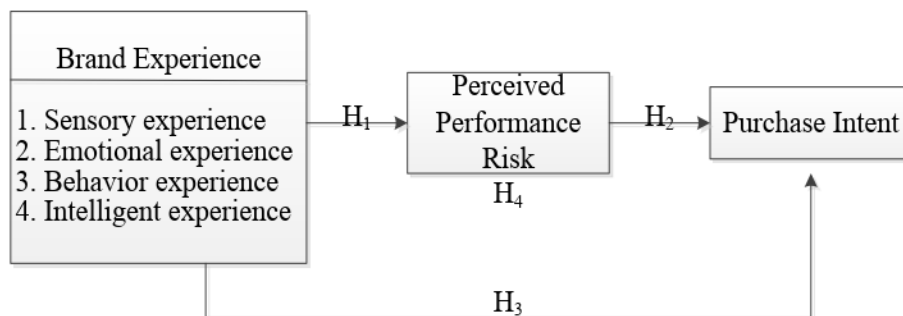 Brand Experience
1. Sensory experience
2. Emotional experience
3. Behavior experience
4. Intelligent experience
H₁
Perceived
Performance
Risk
H₄
H₂
Purchase Intent
H₃